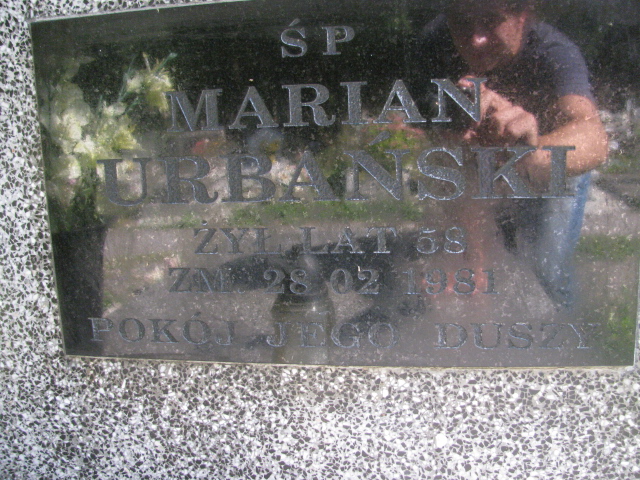 ŚP
MARIAN
URBAŃSKI
ŻYŁ LAT 58
ZM. 28 02 1981
POKÓJ JEGO DUSZY